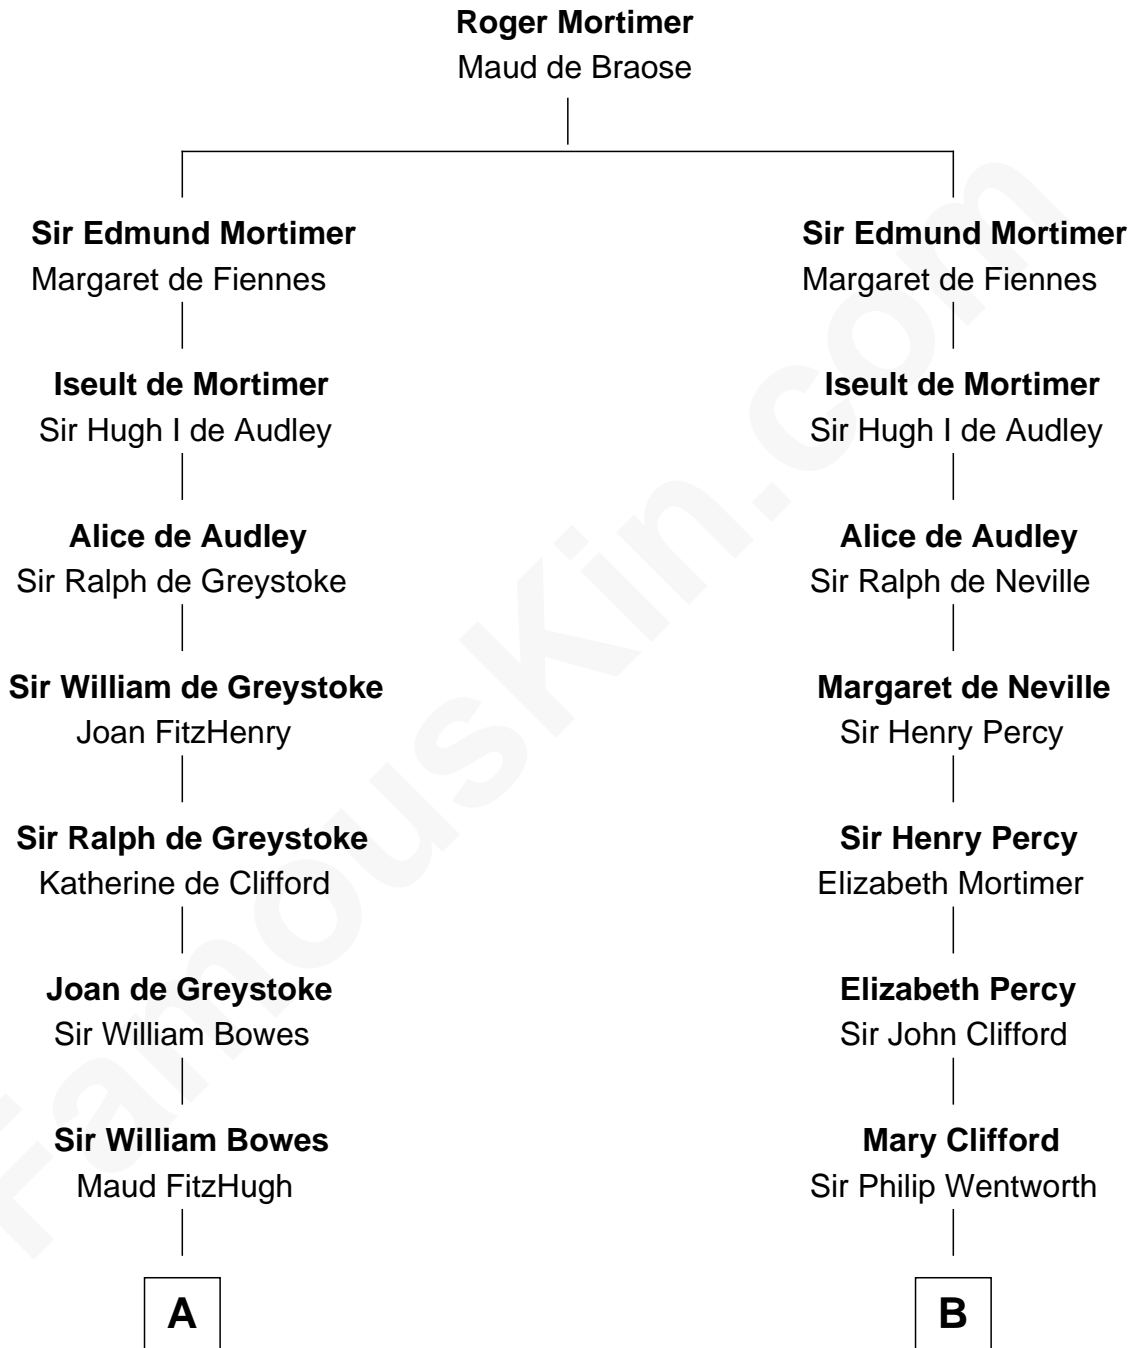 Roger Mortimer
Maud de Braose
Sir Edmund Mortimer
Margaret de Fiennes
Iseult de Mortimer
Sir Hugh I de Audley
Alice de Audley
Sir Ralph de Greystoke
Sir William de Greystoke
Joan FitzHenry
Sir Ralph de Greystoke
Katherine de Clifford
Joan de Greystoke
Sir William Bowes
Sir William Bowes
Maud FitzHugh
A
Sir Edmund Mortimer
Margaret de Fiennes
Iseult de Mortimer
Sir Hugh I de Audley
Alice de Audley
Sir Ralph de Neville
Margaret de Neville
Sir Henry Percy
Sir Henry Percy
Elizabeth Mortimer
Elizabeth Percy
Sir John Clifford
Mary Clifford
Sir Philip Wentworth
B
FamousKin.com